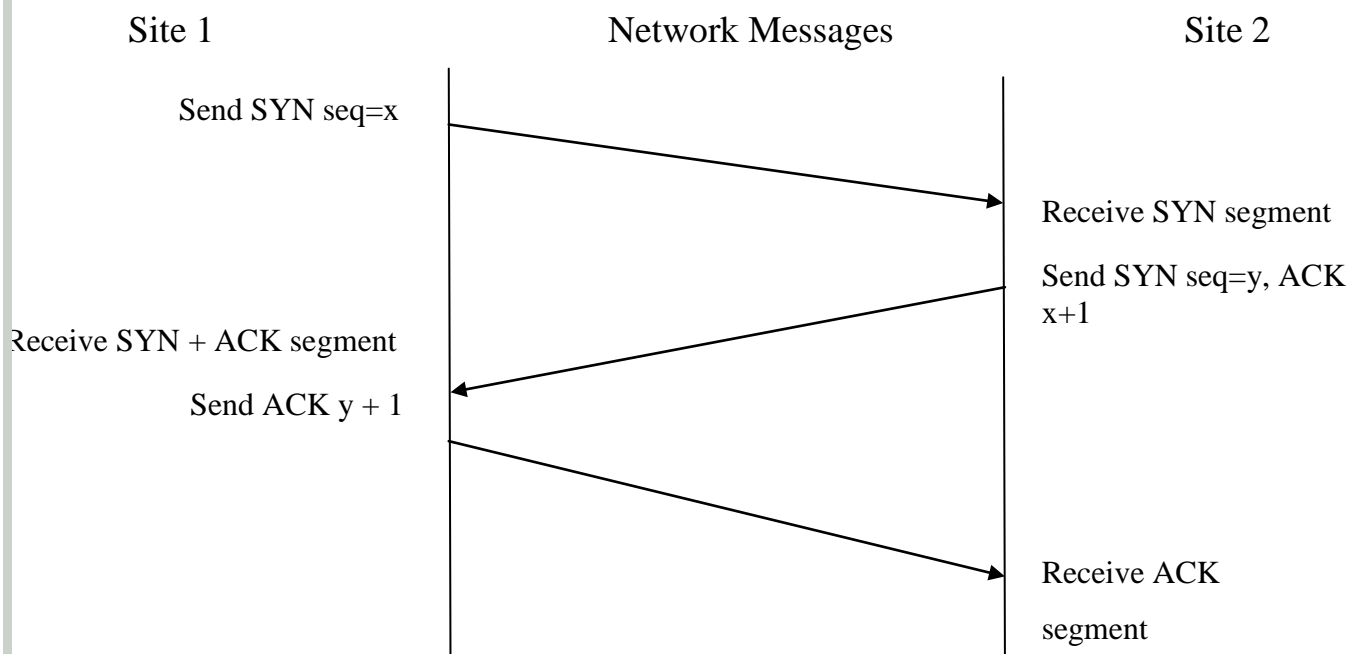 Site 1
Network Messages
Site 2
Send SYN seq=x
Receive SYN segment
Send SYN seq=y, ACK
x+1
Receive SYN + ACK segment
Send ACK y + 1
Receive ACK
segment